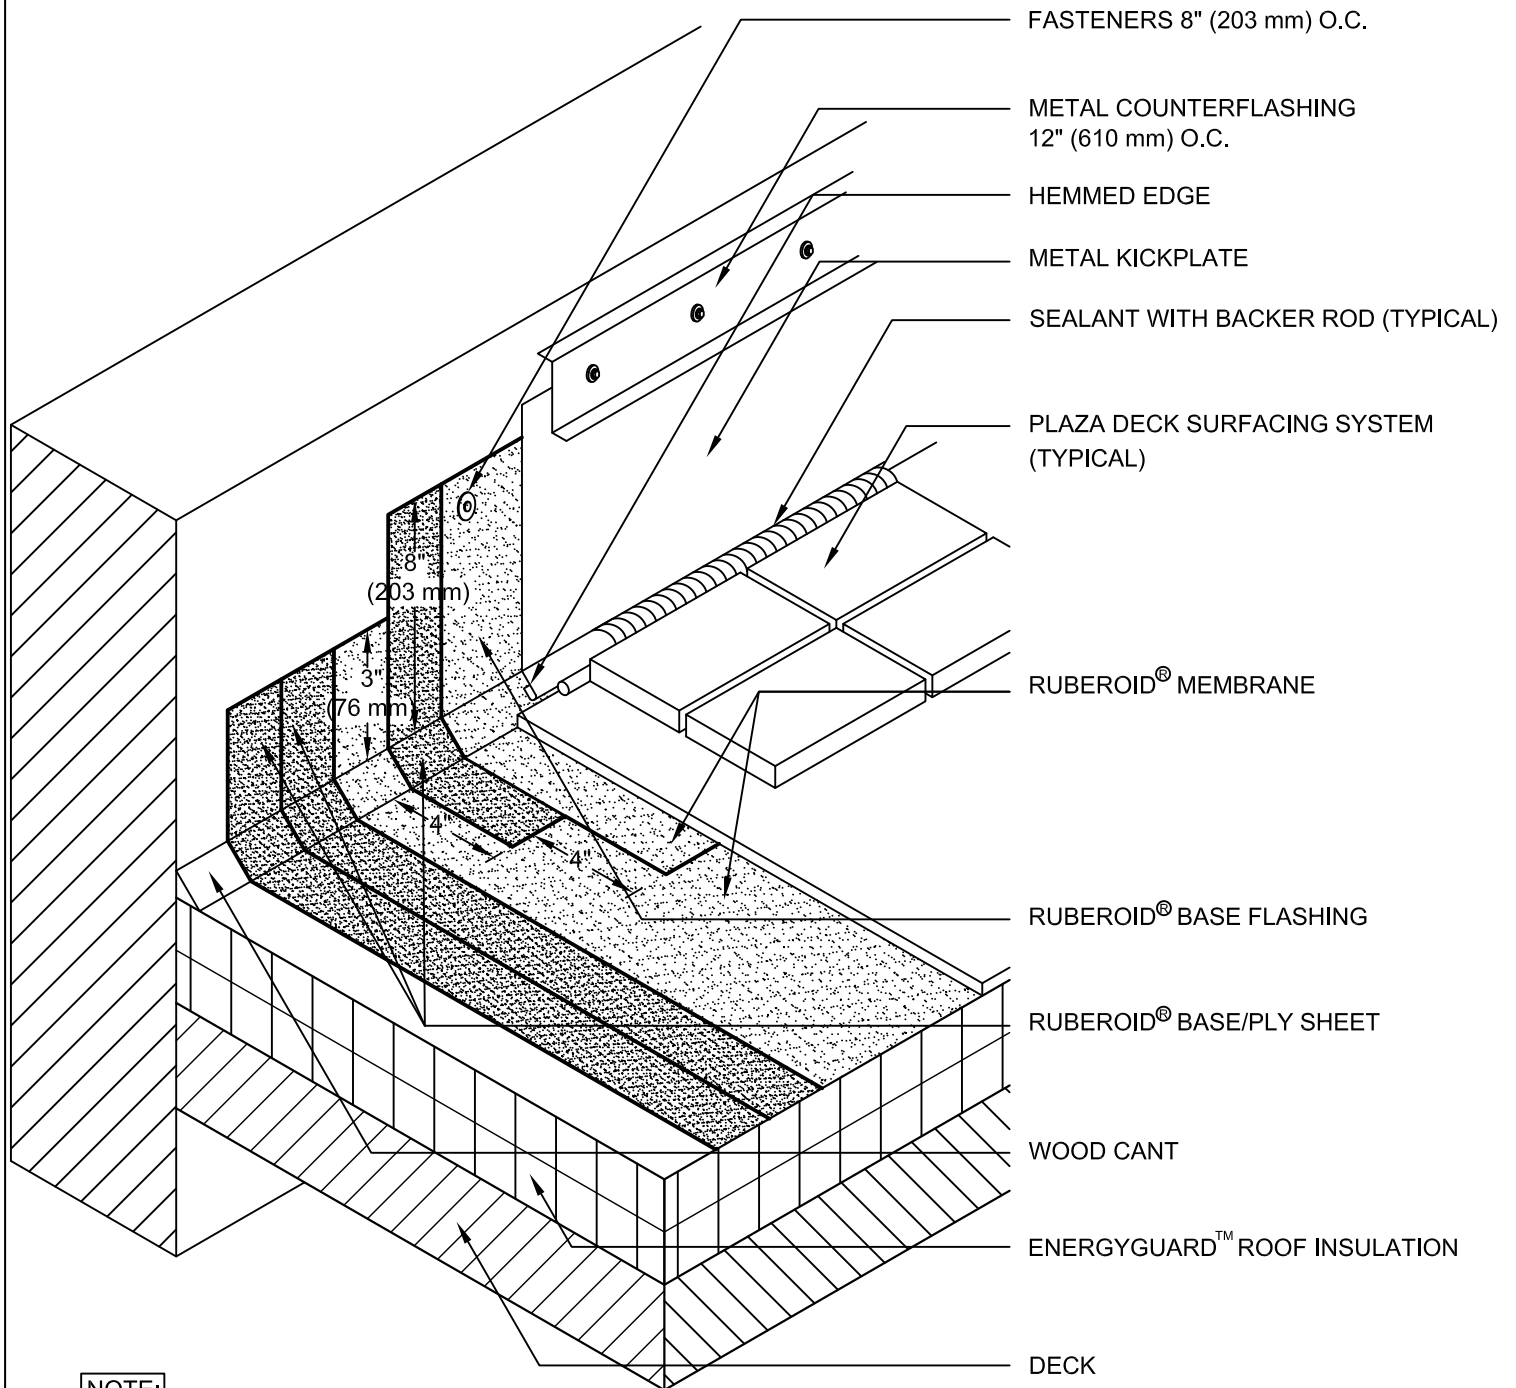 FASTENERS 8" (203 mm) O.C.
METAL COUNTERFLASHING
12" (610 mm) O.C.
HEMMED EDGE
METAL KICKPLATE
SEALANT WITH BACKER ROD (TYPICAL)
PLAZA DECK SURFACING SYSTEM
(TYPICAL)
8"
(203 mm)
3"
(76 mm)
4"
4"
RUBEROID® MEMBRANE
RUBEROID® BASE FLASHING
RUBEROID® BASE/PLY SHEET
WOOD CANT
ENERGYGUARD™ ROOF INSULATION
DECK
NOTE: